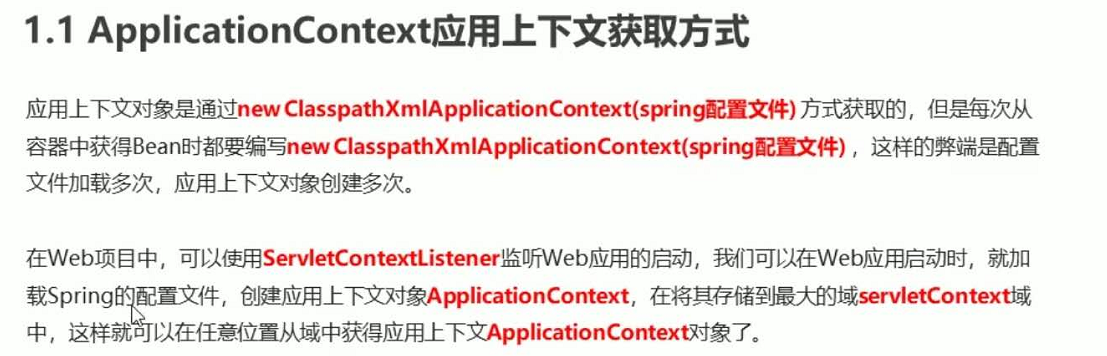 1.1 ApplicationContext应用上下文获取方式
应用上下文对象是通过new ClasspathXmlApplicationContext(spring配置文件) 方式获取的，但是每次从
容器中获得Bean时都要编写new ClasspathXmlApplicationContext(spring配置文件) ，这样的弊端是配置
文件加载多次，应用上下文对象创建多次。
在Web项目中，可以使用ServletContextListener监听Web应用的启动，我们可以在Web应用启动时，就加
载Spring的配置文件，创建应用上下文对象ApplicationContext，在将其存储到最大的域servletContext域
中，这样就可以在任意位置从域中获得应用上下文ApplicationContext对象了。